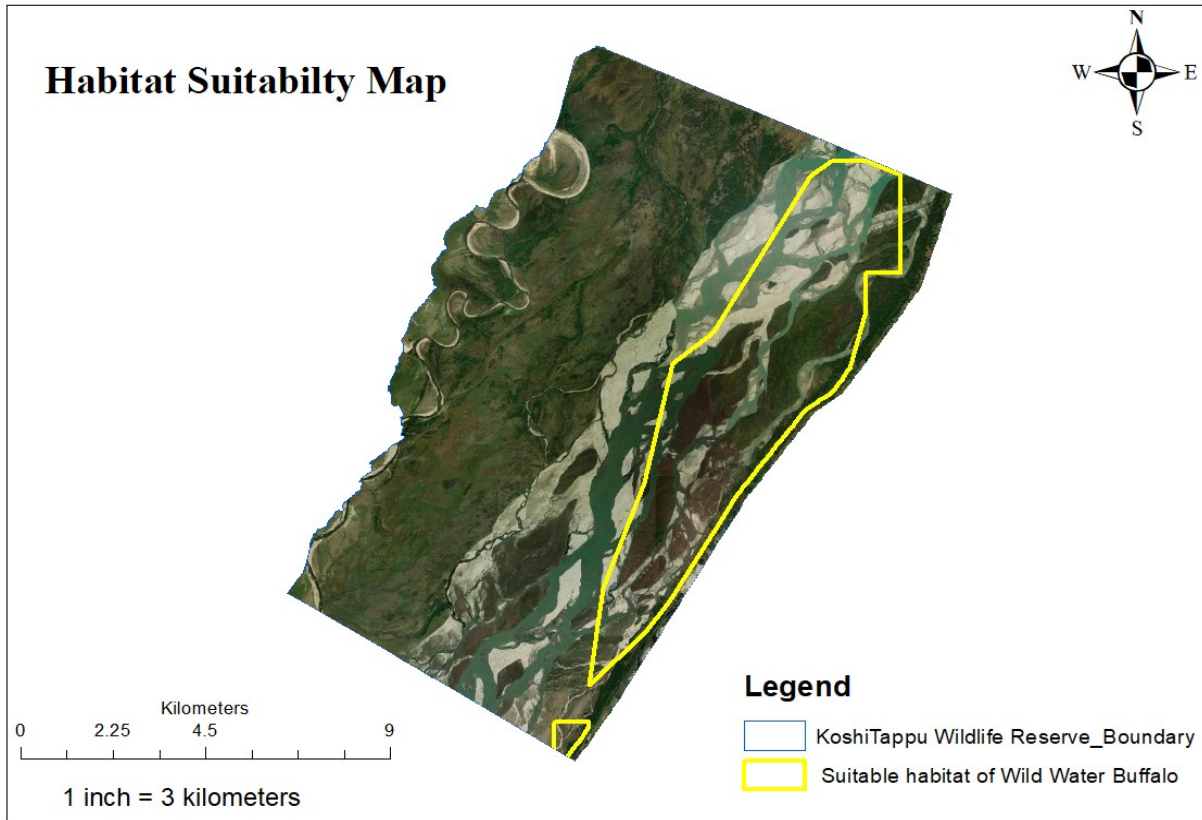 Habitat Suitabilty Map
N
W E
S
Kilometers
0 2.25 4.5 9
1 inch = 3 kilometers
Legend
KoshiTappu Wildlife Reserve_Boundary
Suitable habitat of Wild Water Buffalo